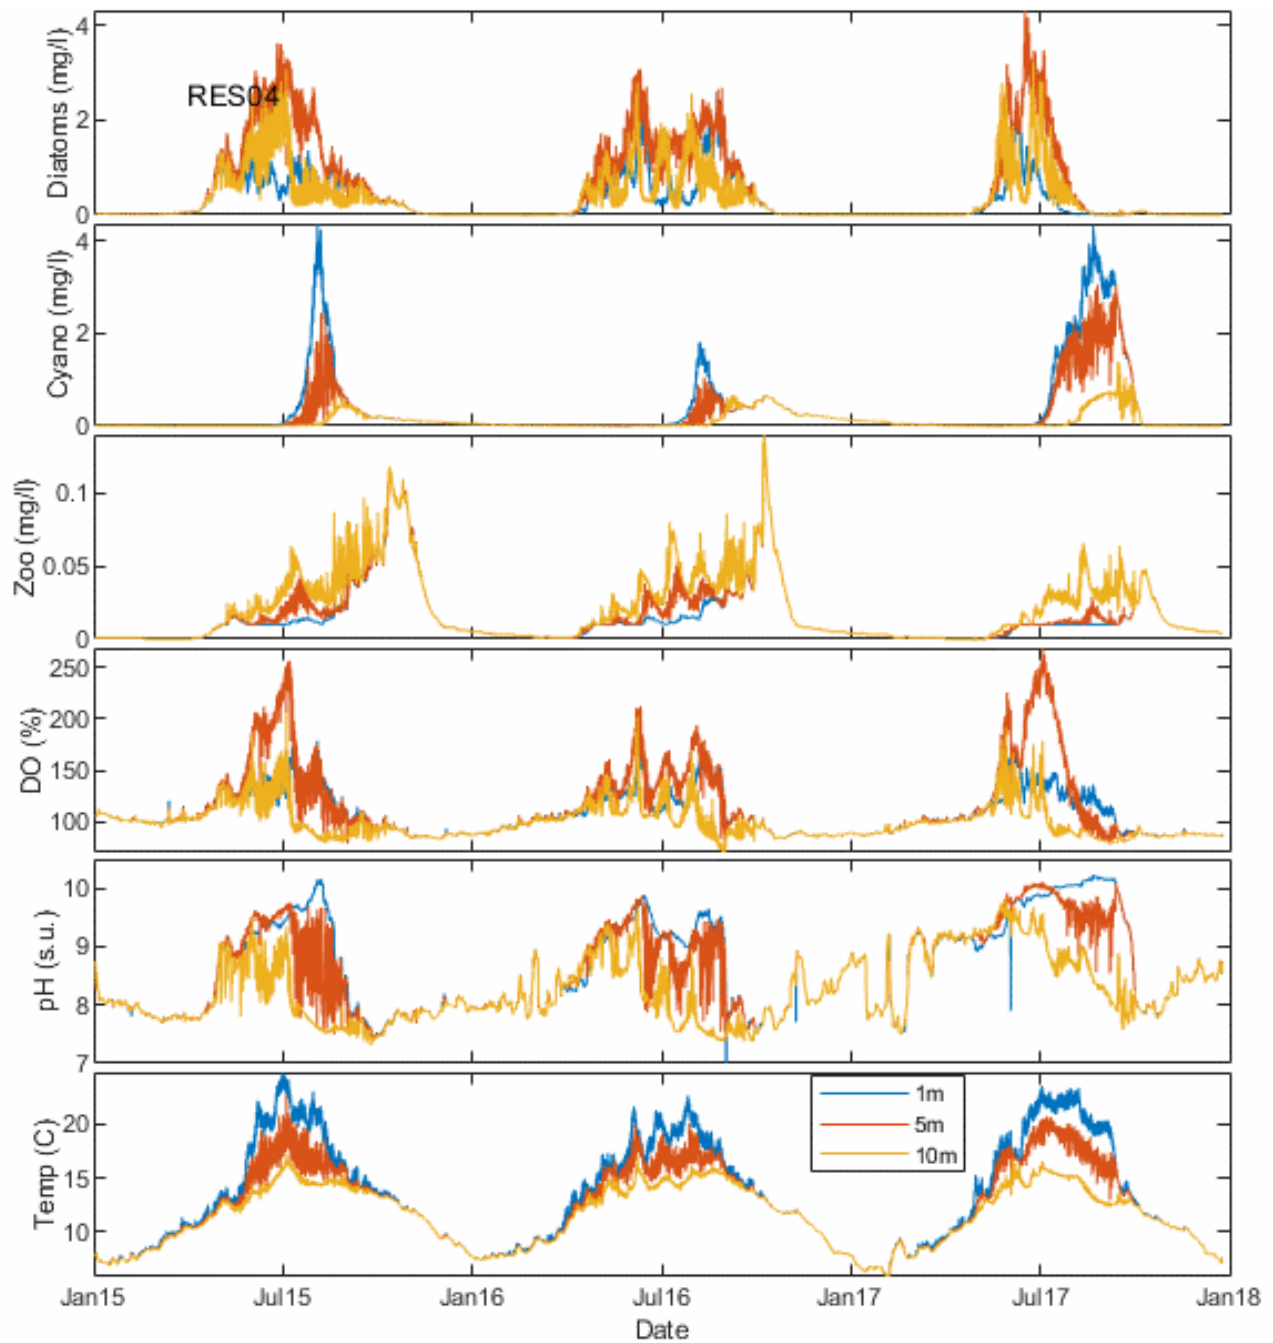 Diatoms (mg/l)
4
2
0
RES04
Cyano (mg/l)
4
2
0
Zoo (mg/l)
0.1
0.05
0
DO (%)
250
200
150
100
pH (s.u.)
10
9
8
7
Temp (C)
20
15
10
1m
5m
10m
Jan15 Jul15 Jan16 Jul16 Jan17 Jul17 Jan18
Date